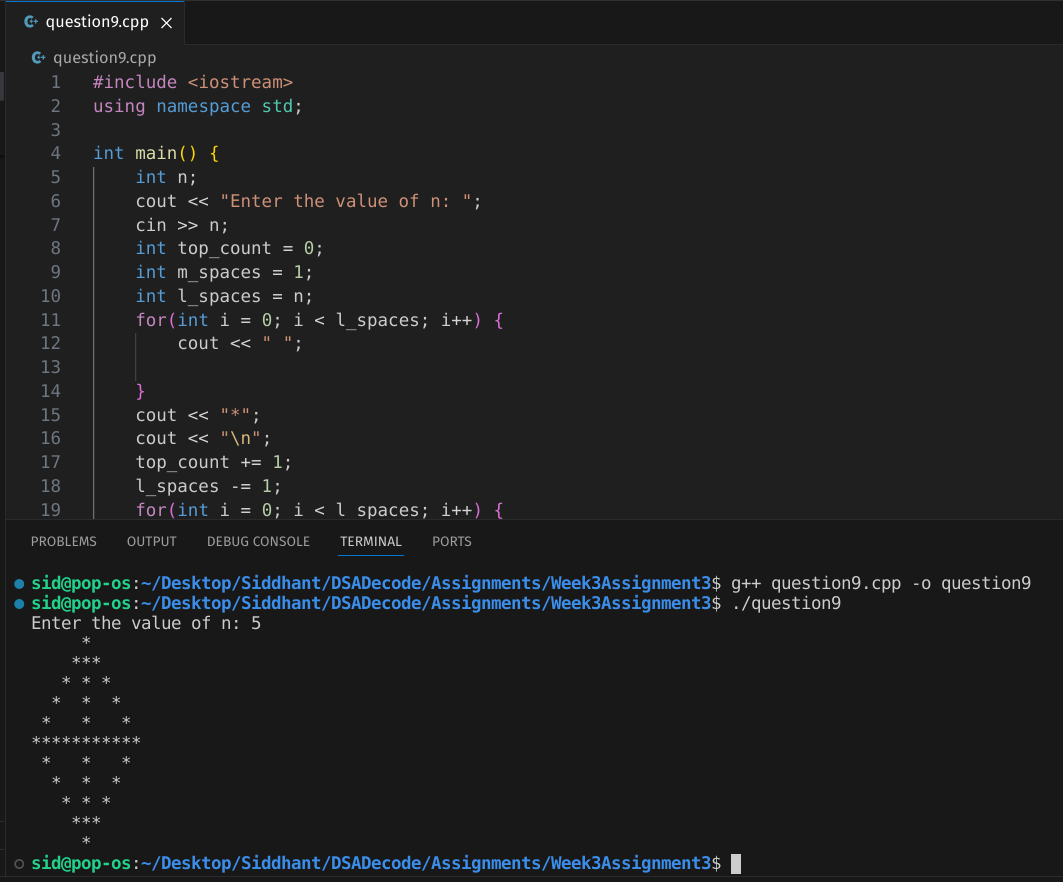 question9.cpp ×
question9.cpp
1 #include <iostream>
2 using namespace std;
3
4 int main() {
5     int n;
6     cout << "Enter the value of n: ";
7     cin >> n;
8     int top_count = 0;
9     int m_spaces = 1;
10     int l_spaces = n;
11     for(int i = 0; i < l_spaces; i++) {
12         cout << " ";
13
14     }
15     cout << "*";
16     cout << "\n";
17     top_count += 1;
18     l_spaces -= 1;
19     for(int i = 0; i < l_spaces; i++) {
PROBLEMS OUTPUT DEBUG CONSOLE TERMINAL PORTS
sid@pop-os:~/Desktop/Siddhant/DSADecode/Assignments/Week3Assignment3$ g++ question9.cpp -o question9
sid@pop-os:~/Desktop/Siddhant/DSADecode/Assignments/Week3Assignment3$ ./question9
Enter the value of n: 5
     *
    ***
   * * *
  *  *  *
 *   *   *
***********
 *   *   *
  *  *  *
   * * *
    ***
     *
sid@pop-os:~/Desktop/Siddhant/DSADecode/Assignments/Week3Assignment3$